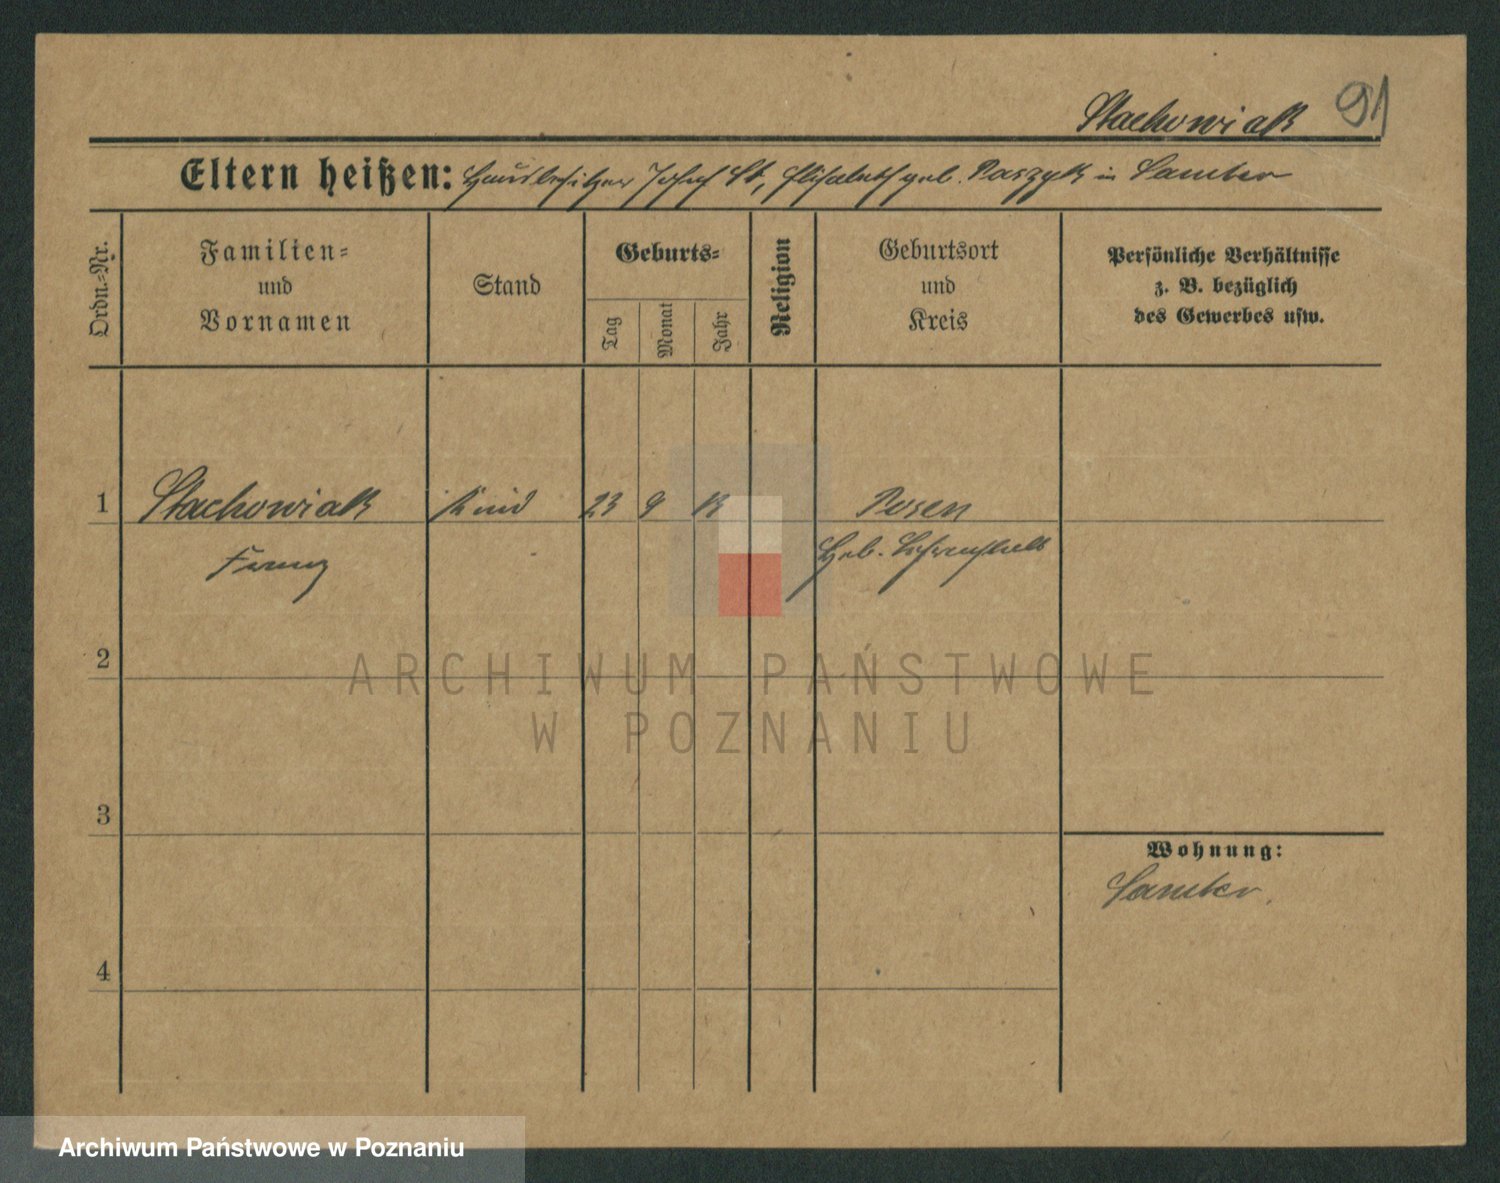 Stachowiak 91
Eltern heißen: Hausbesitzer Josef St, Elisabeth geb. Paszyk in Samter
Ordn.-Nr.
Familien-
und
Vornamen
Stand
Geburts-
Tag
Monat
Jahr
Religion
Geburtsort
und
Kreis
Persönliche Verhältnisse
z. B. bezüglich
des Gewerbes usw.
1 Stachowiak Kind 23 9 Posen
Franz Heb.
2
ARCHIWUM PAŃSTWOWE
W POZNANIU
3
Wohnung:
Samter.
4
Archiwum Państwowe w Poznaniu